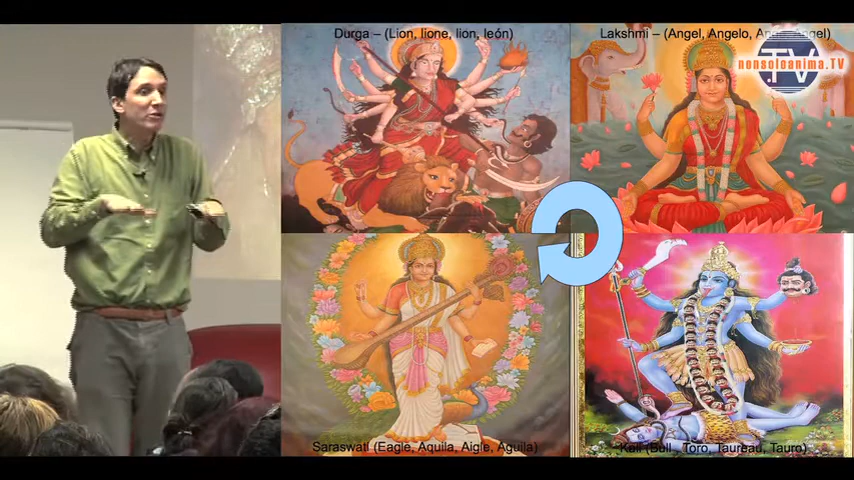 Durga – (Lion, lione, lion, león)
Lakshmi – (Angel, Angelo,
nonsoloanima.TV
TV
Saraswati (Eagle, Aquila, Aigle, Aguila)
Kali (Bull , Toro, Taureau, Tauro)